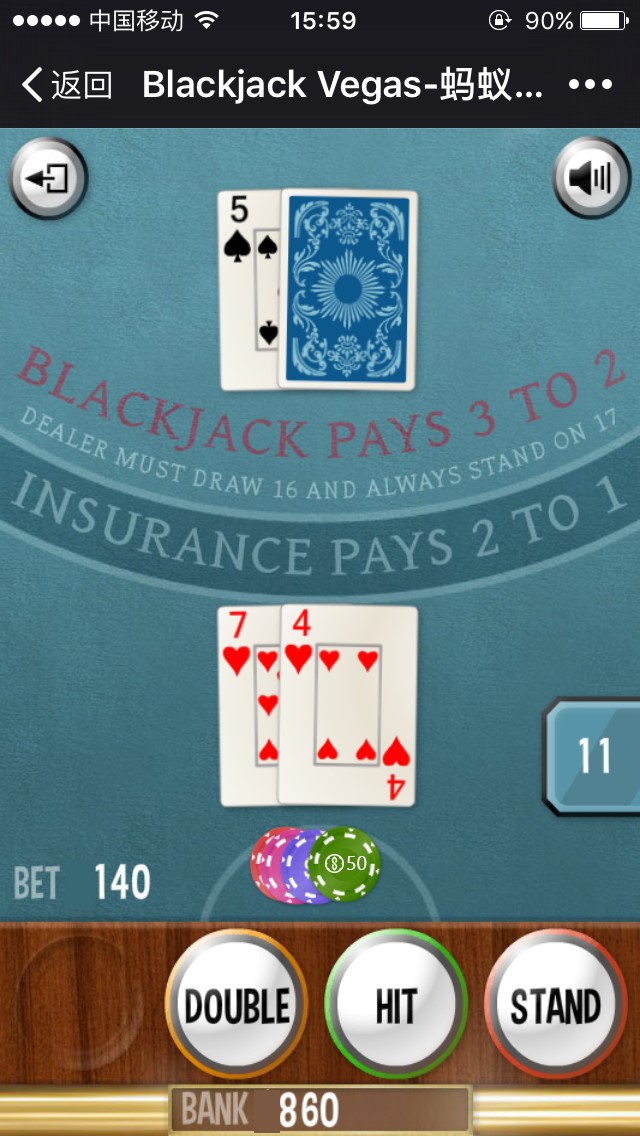 中国移动 15:59 90%
返回 Blackjack Vegas-蚂蚁...
5
BLACKJACK PAYS 3 TO 2
DEALER MUST DRAW 16 AND ALWAYS STAND ON 17
INSURANCE PAYS 2 TO 1
7 4
4
11
50
BET 140
DOUBLE HIT STAND
BANK 860